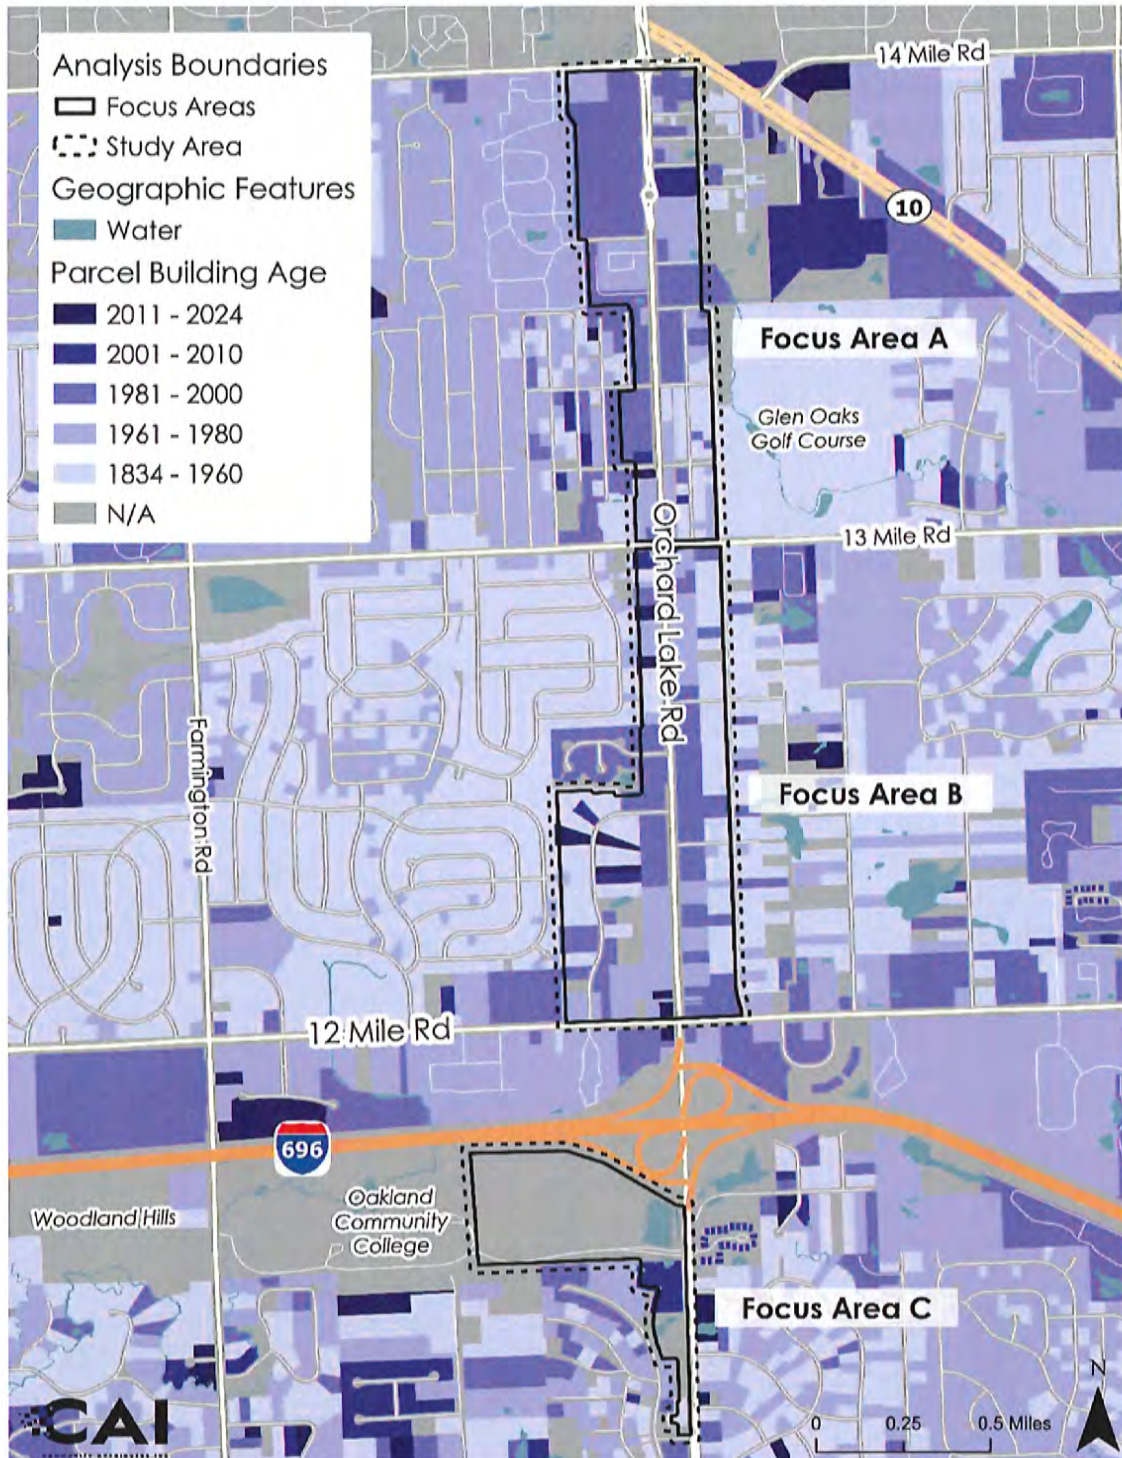 Analysis Boundaries
Focus Areas
Study Area
Geographic Features
Water
Parcel Building Age
2011 - 2024
2001 - 2010
1981 - 2000
1961 - 1980
1834 - 1960
N/A
14 Mile Rd
10
Focus Area A
Glen Oaks
Golf Course
13 Mile Rd
Orchard Lake Rd
Farmington Rd
Focus Area B
12 Mile Rd
696
Woodland Hills
Oakland
Community
College
Focus Area C
N
0 0.25 0.5 Miles
CAI